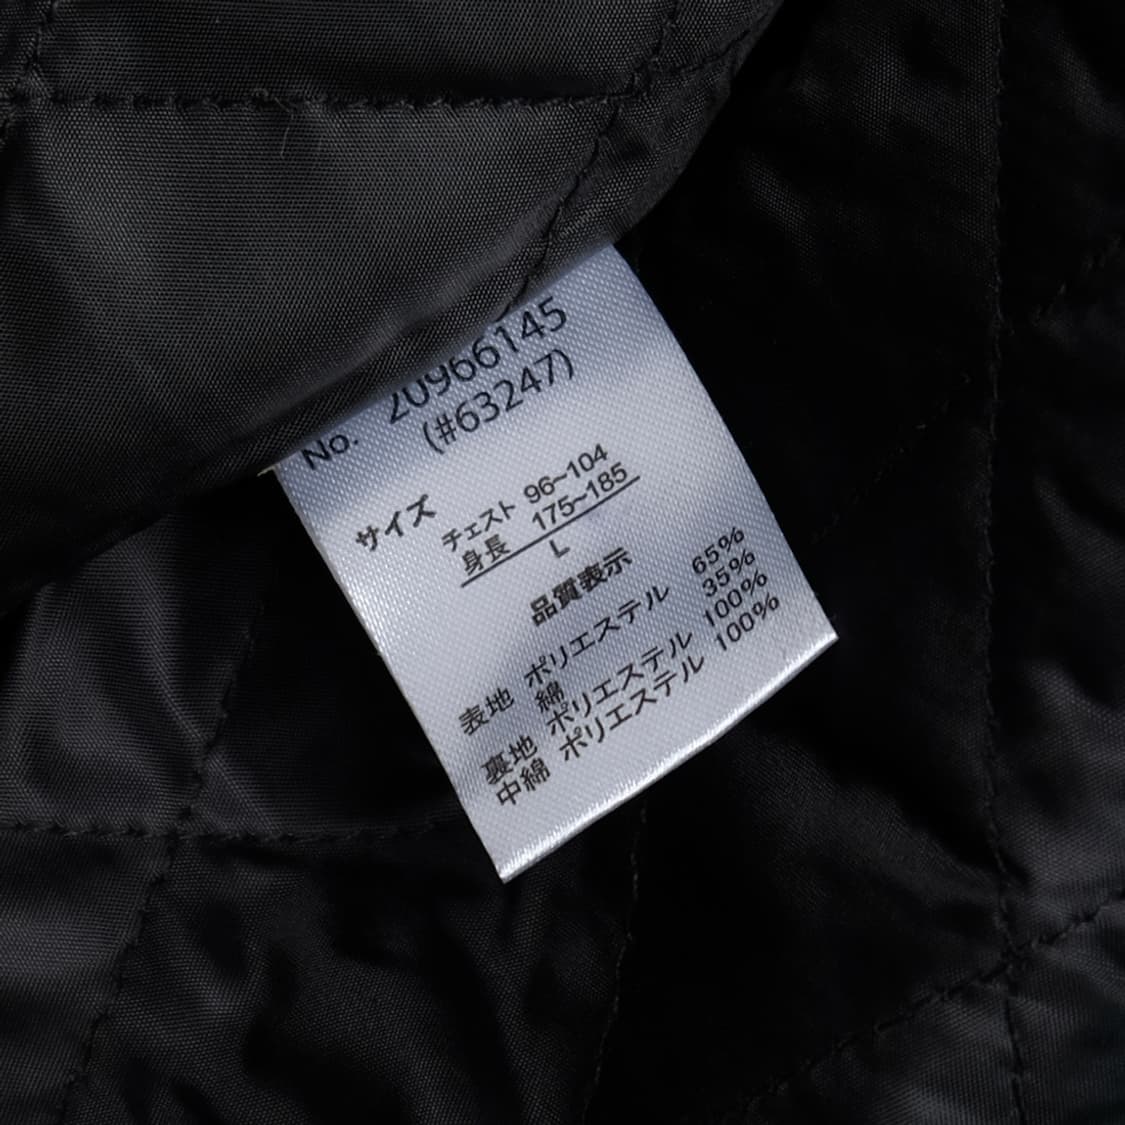 No. 20966145
(#63247)
サイズ
チェスト 96~104
身長 175~185
L
品質表示
表地 ポリエステル 65%
綿 35%
裏地 ポリエステル 100%
中綿 ポリエステル 100%